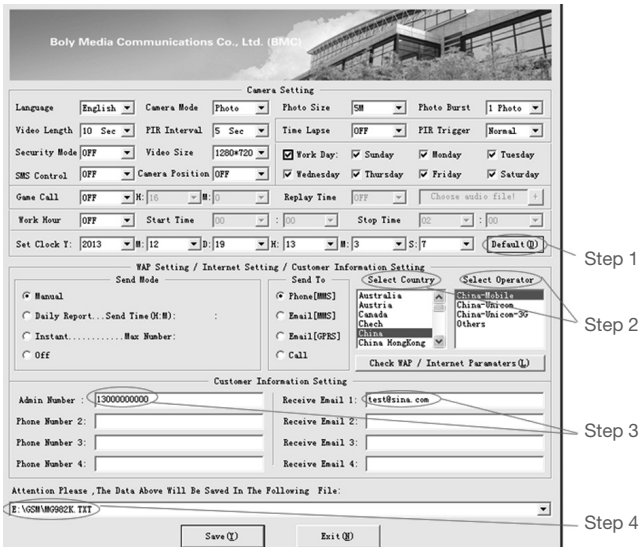 Boly Media Communications Co., Ltd. (BMC)
Camera Setting
Language English Camera Mode Photo Photo Size 5M Photo Burst 1 Photo
Video Length 10 Sec PIR Interval 5 Sec Time Lapse OFF PIR Trigger Normal
Security Mode OFF Video Size 1280*720 Work Day: Sunday Monday Tuesday
SMS Control OFF Camera Position OFF Wednesday Thursday Friday Saturday
Game Call OFF H: 16 M: 0 Replay Time OFF Choose audio file! +
Work Hour OFF Start Time 00 : 00 Stop Time 02 : 00
Set Clock Y: 2013 M: 12 D: 19 H: 13 M: 3 S: 7 Default(D)
Step 1
WAP Setting / Internet Setting / Customer Information Setting
Send Mode Send To Select Country Select Operator
Manual Phone[MMS] Australia China-Mobile
Daily Report...Send Time(H:M): : Email[MMS] Austria China-Unicom
Canada China-Unicom-3G
Instant............Max Number: Email[GPRS] Chech Others
China
Off Call China HongKong
Step 2
Check WAP / Internet Paramaters(L)
Customer Information Setting
Admin Number : 13000000000 Receive Email 1: test@sina.com
Phone Number 2: Receive Email 2:
Step 3
Phone Number 3: Receive Email 3:
Phone Number 4: Receive Email 4:
Attention Please ,The Data Above Will Be Saved In The Following File:
E:\GSM\MG982K.TXT
Step 4
Save(Y) Exit(N)